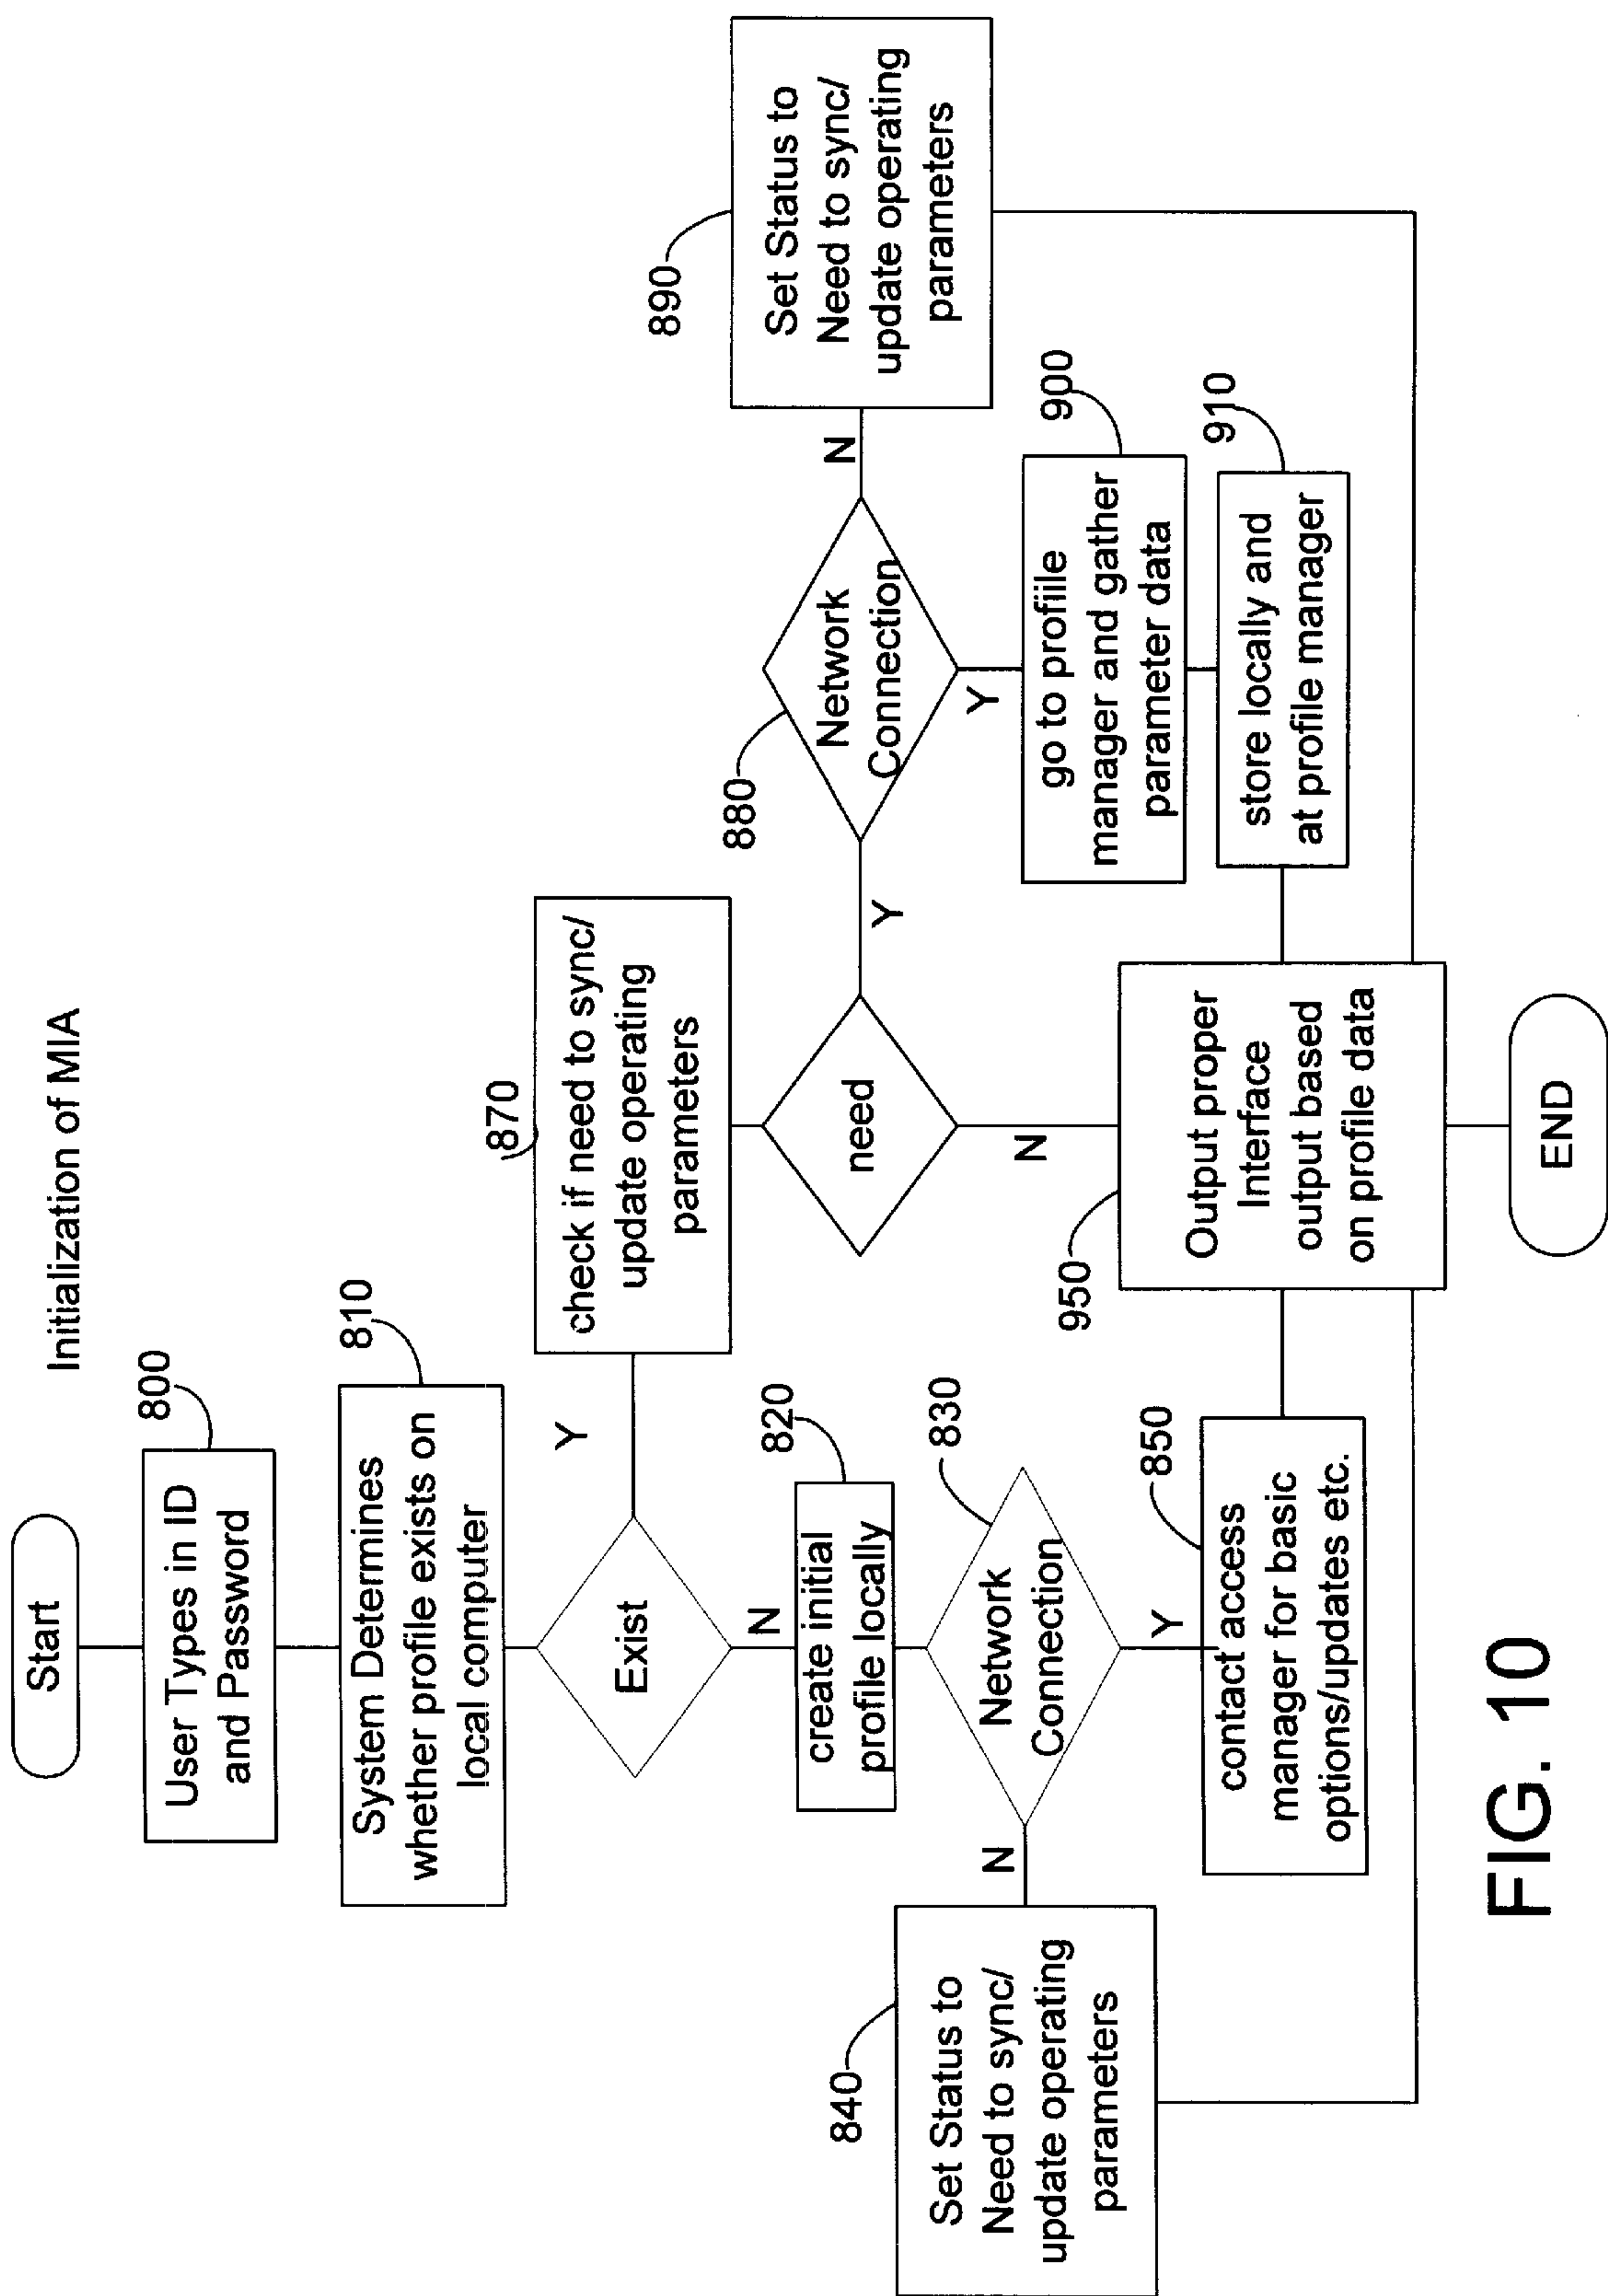 Initialization of MIA
Start
800
User Types in ID
and Password
810
System Determines
whether profile exists on
local computer
Exist
Y
N
870
check if need to sync/
update operating
parameters
820
create initial
profile locally
need
Y
N
880
Network
Connection
N
Y
890
Set Status to
Need to sync/
update operating
parameters
830
Network
Connection
N
Y
840
Set Status to
Need to sync/
update operating
parameters
850
contact access
manager for basic
options/updates etc.
900
go to profiile
manager and gather
parameter data
910
store locally and
at profile manager
950
Output proper
Interface
output based
on profile data
END
FIG. 10